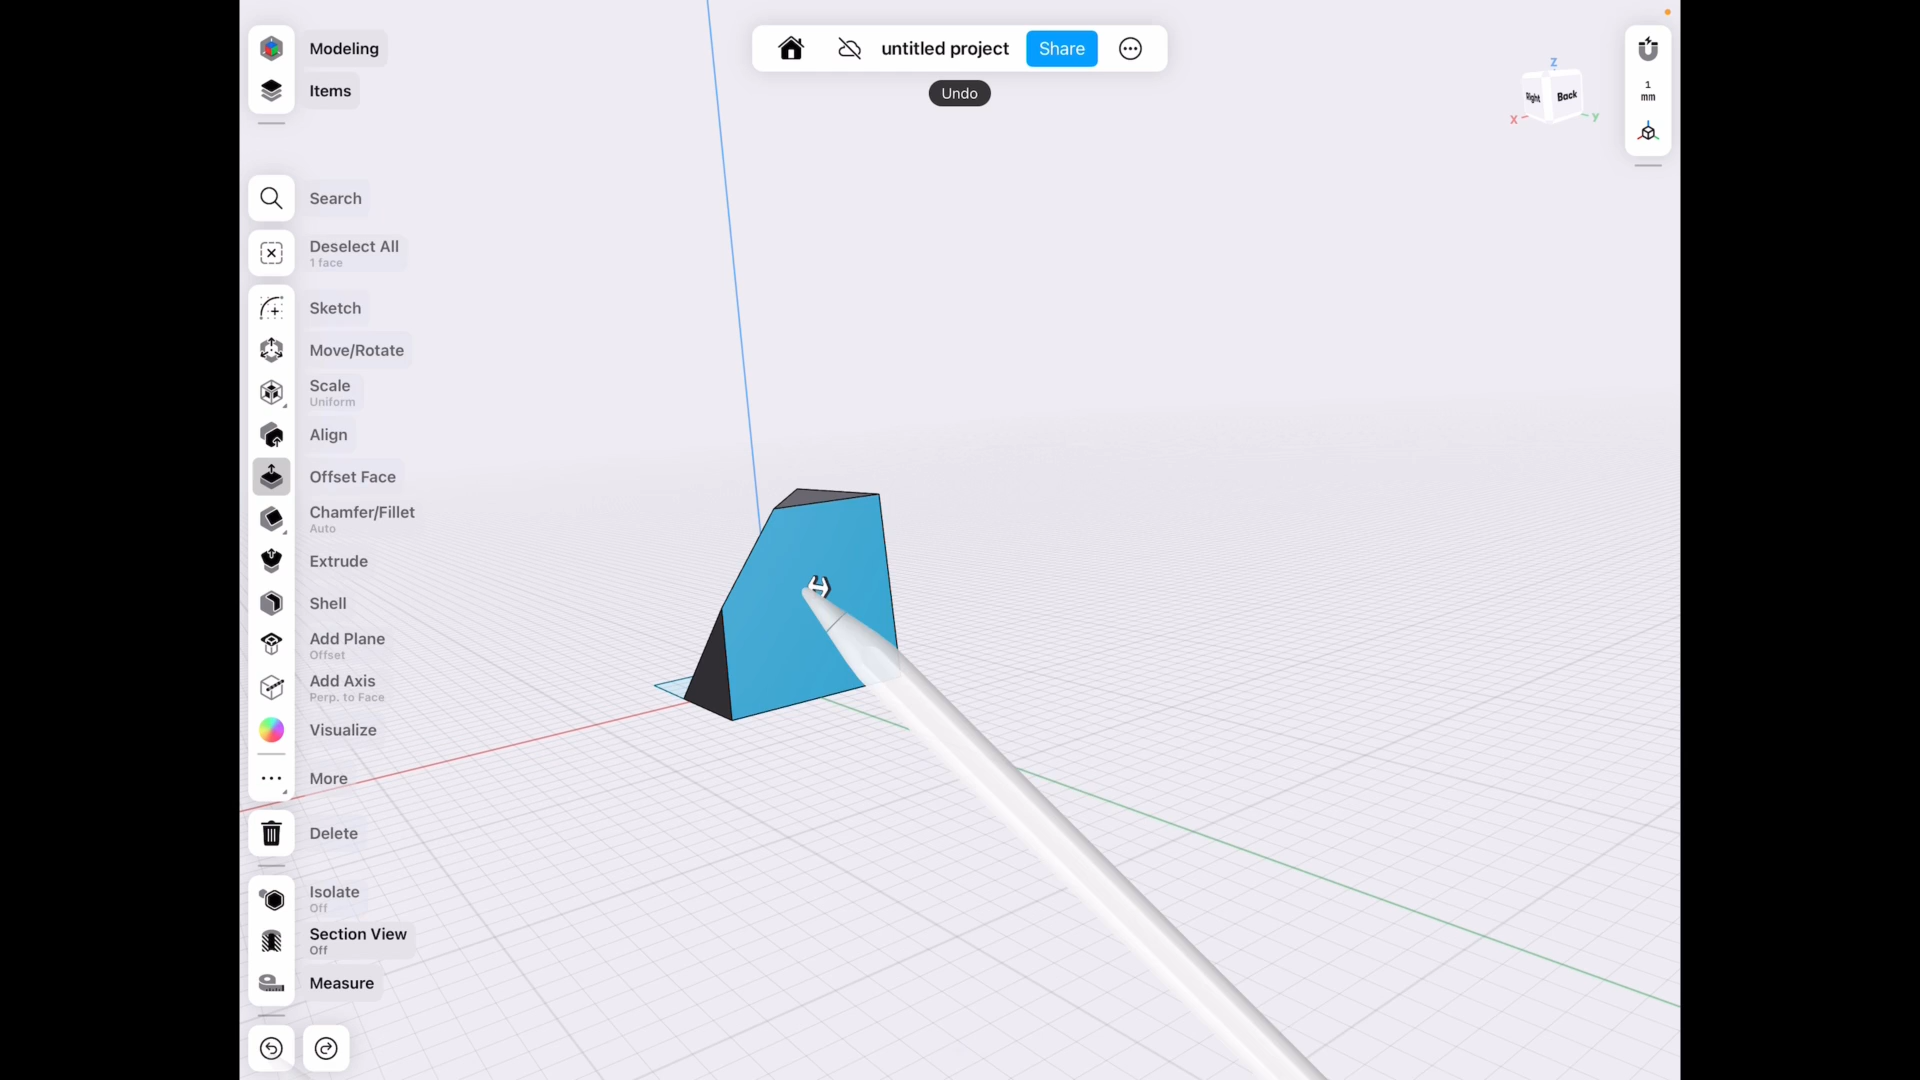 Modeling
Items
untitled project
Share
Undo
Z
Right
Back
X
Y
1
mm
Search
Deselect All
1 face
Sketch
Move/Rotate
Scale
Uniform
Align
Offset Face
Chamfer/Fillet
Auto
Extrude
Shell
Add Plane
Offset
Add Axis
Perp. to Face
Visualize
More
Delete
Isolate
Off
Section View
Off
Measure